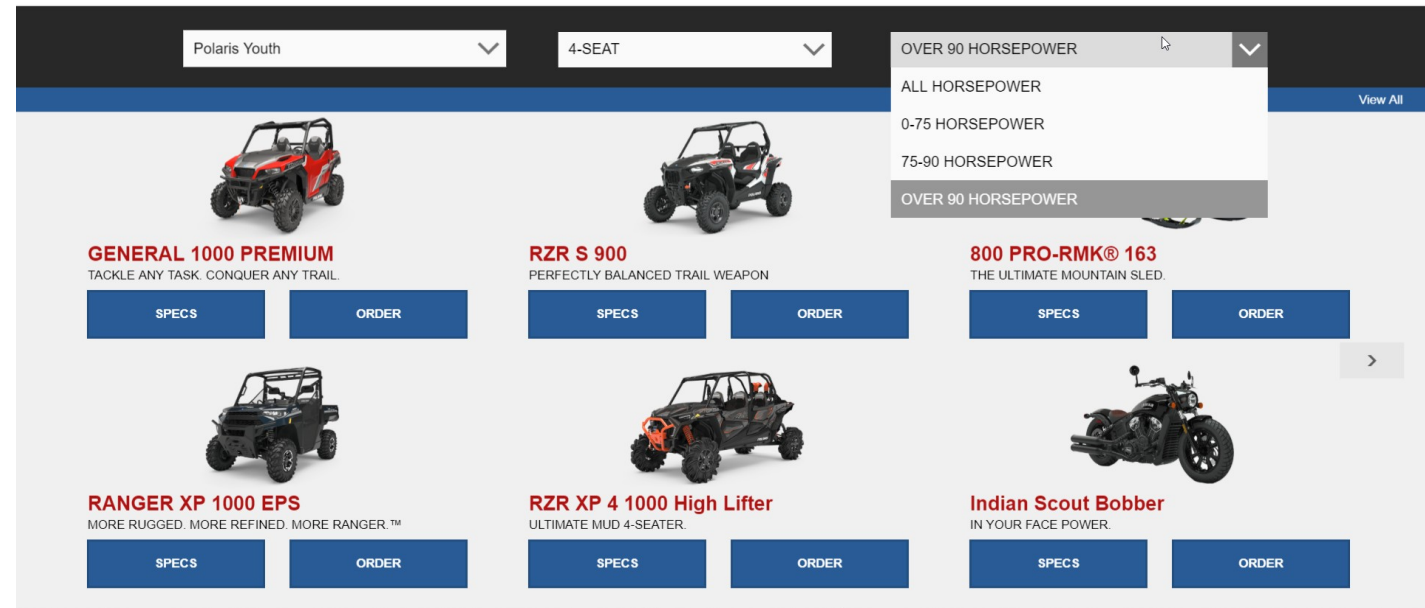 Polaris Youth
4-SEAT
OVER 90 HORSEPOWER
ALL HORSEPOWER
0-75 HORSEPOWER
75-90 HORSEPOWER
OVER 90 HORSEPOWER
View All
GENERAL 1000 PREMIUM
TACKLE ANY TASK. CONQUER ANY TRAIL.
SPECS
ORDER
RZR S 900
PERFECTLY BALANCED TRAIL WEAPON
SPECS
ORDER
800 PRO-RMK® 163
THE ULTIMATE MOUNTAIN SLED.
SPECS
ORDER
RANGER XP 1000 EPS
MORE RUGGED. MORE REFINED. MORE RANGER.™
SPECS
ORDER
RZR XP 4 1000 High Lifter
ULTIMATE MUD 4-SEATER.
SPECS
ORDER
Indian Scout Bobber
IN YOUR FACE POWER.
SPECS
ORDER